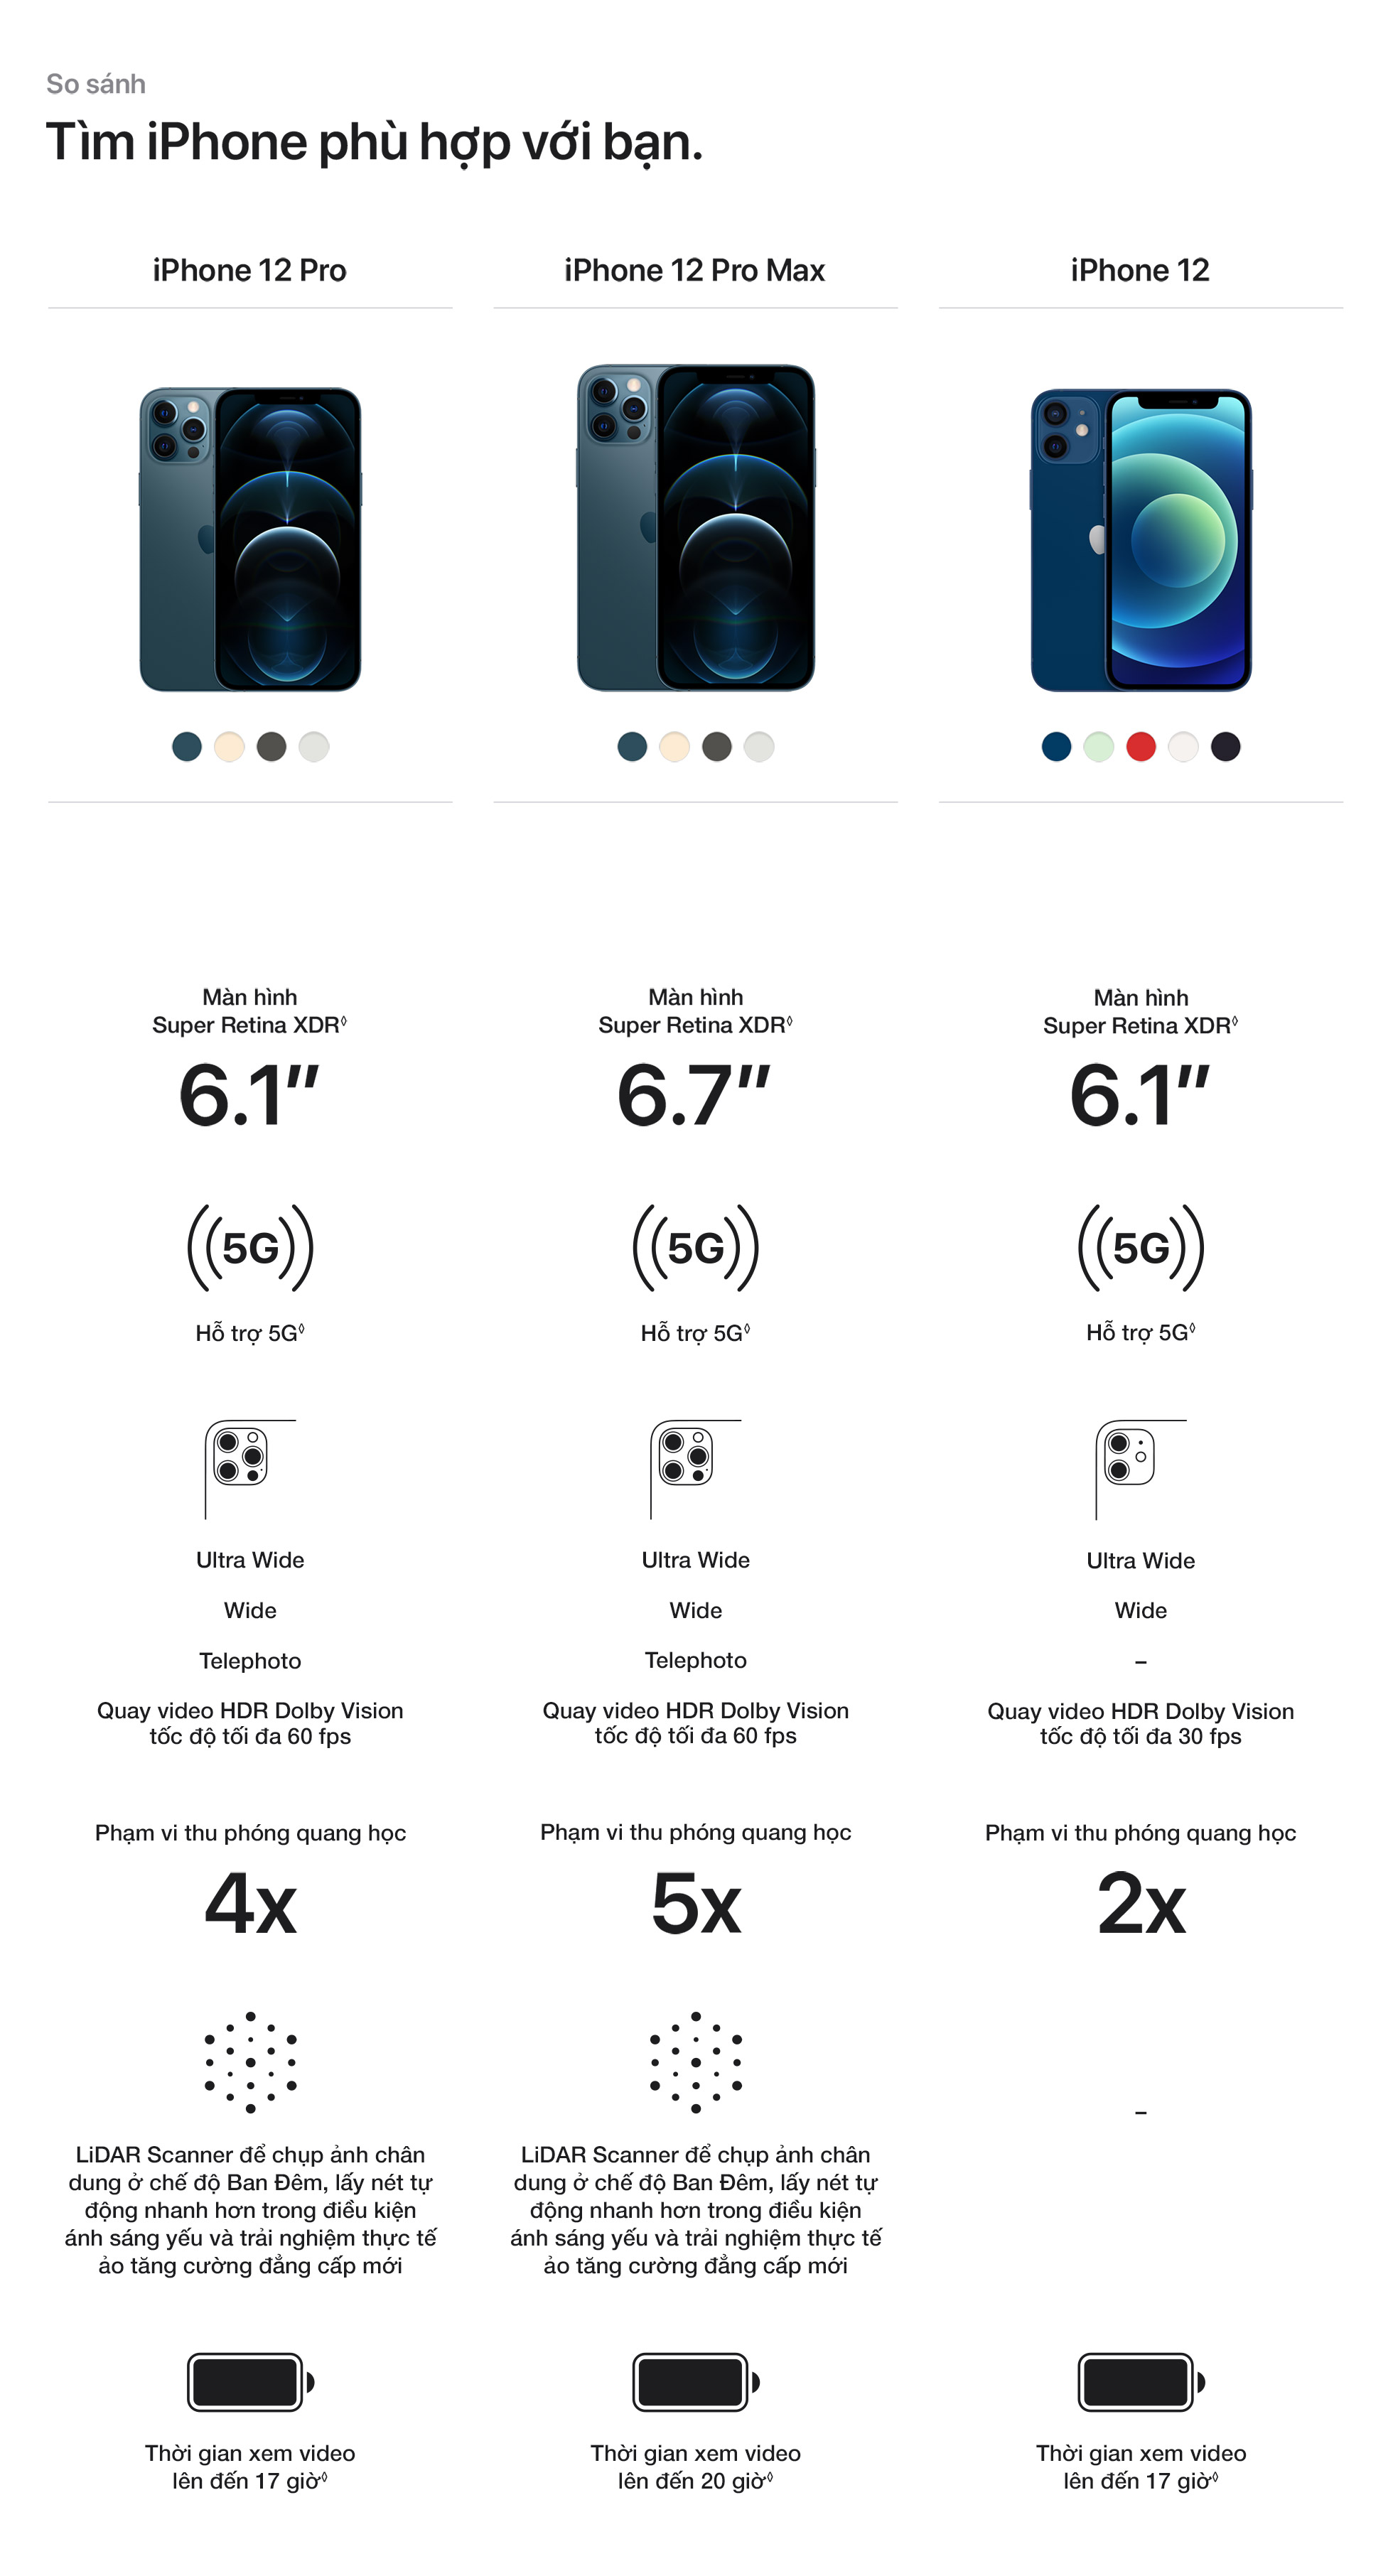 So sánh
Tìm iPhone phù hợp với bạn.
iPhone 12 Pro
iPhone 12 Pro Max
iPhone 12
Màn hình
Super Retina XDR◊
6.1″
Màn hình
Super Retina XDR◊
6.7″
Màn hình
Super Retina XDR◊
6.1″
5G
Hỗ trợ 5G◊
5G
Hỗ trợ 5G◊
5G
Hỗ trợ 5G◊
Ultra Wide
Wide
Telephoto
Quay video HDR Dolby Vision
tốc độ tối đa 60 fps
Ultra Wide
Wide
Telephoto
Quay video HDR Dolby Vision
tốc độ tối đa 60 fps
Ultra Wide
Wide
–
Quay video HDR Dolby Vision
tốc độ tối đa 30 fps
Phạm vi thu phóng quang học
4x
Phạm vi thu phóng quang học
5x
Phạm vi thu phóng quang học
2x
LiDAR Scanner để chụp ảnh chân
dung ở chế độ Ban Đêm, lấy nét tự
động nhanh hơn trong điều kiện
ánh sáng yếu và trải nghiệm thực tế
ảo tăng cường đẳng cấp mới
LiDAR Scanner để chụp ảnh chân
dung ở chế độ Ban Đêm, lấy nét tự
động nhanh hơn trong điều kiện
ánh sáng yếu và trải nghiệm thực tế
ảo tăng cường đẳng cấp mới
–
Thời gian xem video
lên đến 17 giờ◊
Thời gian xem video
lên đến 20 giờ◊
Thời gian xem video
lên đến 17 giờ◊